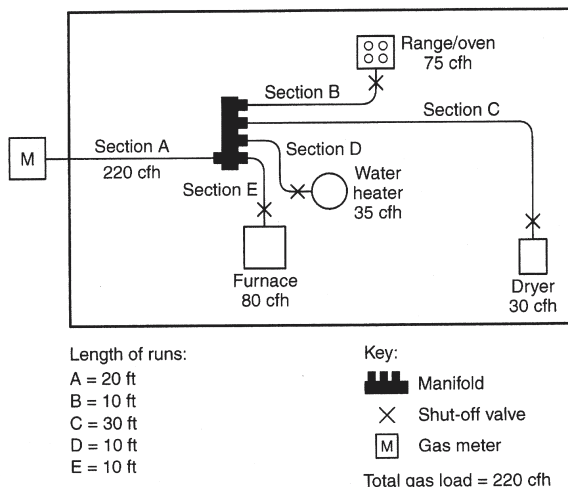 Range/oven
75 cfh
Section B
Section C
Section A
220 cfh
M
Section D
Section E
Water
heater
35 cfh
Furnace
80 cfh
Dryer
30 cfh
Length of runs:
A = 20 ft
B = 10 ft
C = 30 ft
D = 10 ft
E = 10 ft
Key:
Manifold
Shut-off valve
M Gas meter
Total gas load = 220 cfh